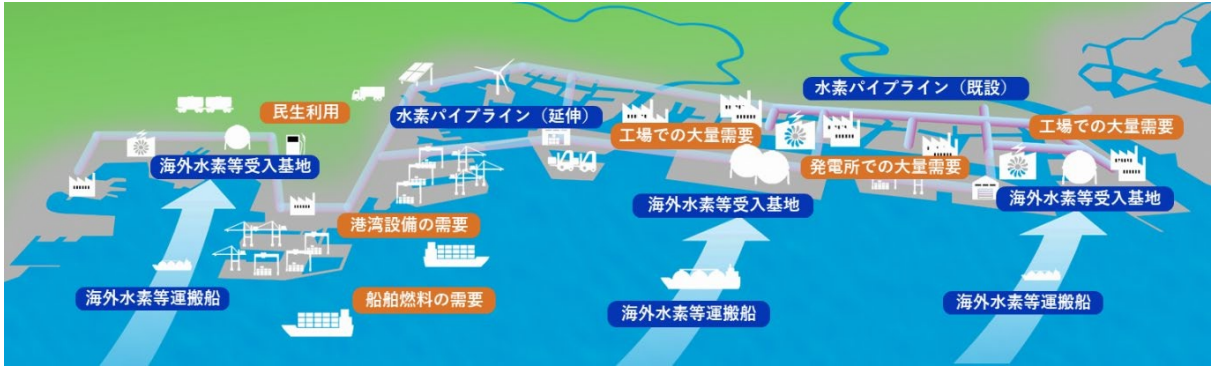 水素パイプライン（既設）
民生利用
水素パイプライン（延伸）
工場での大量需要
工場での大量需要
海外水素等受入基地
発電所での大量需要
海外水素等受入基地
海外水素等受入基地
港湾設備の需要
海外水素等運搬船
船舶燃料の需要
海外水素等運搬船
海外水素等運搬船